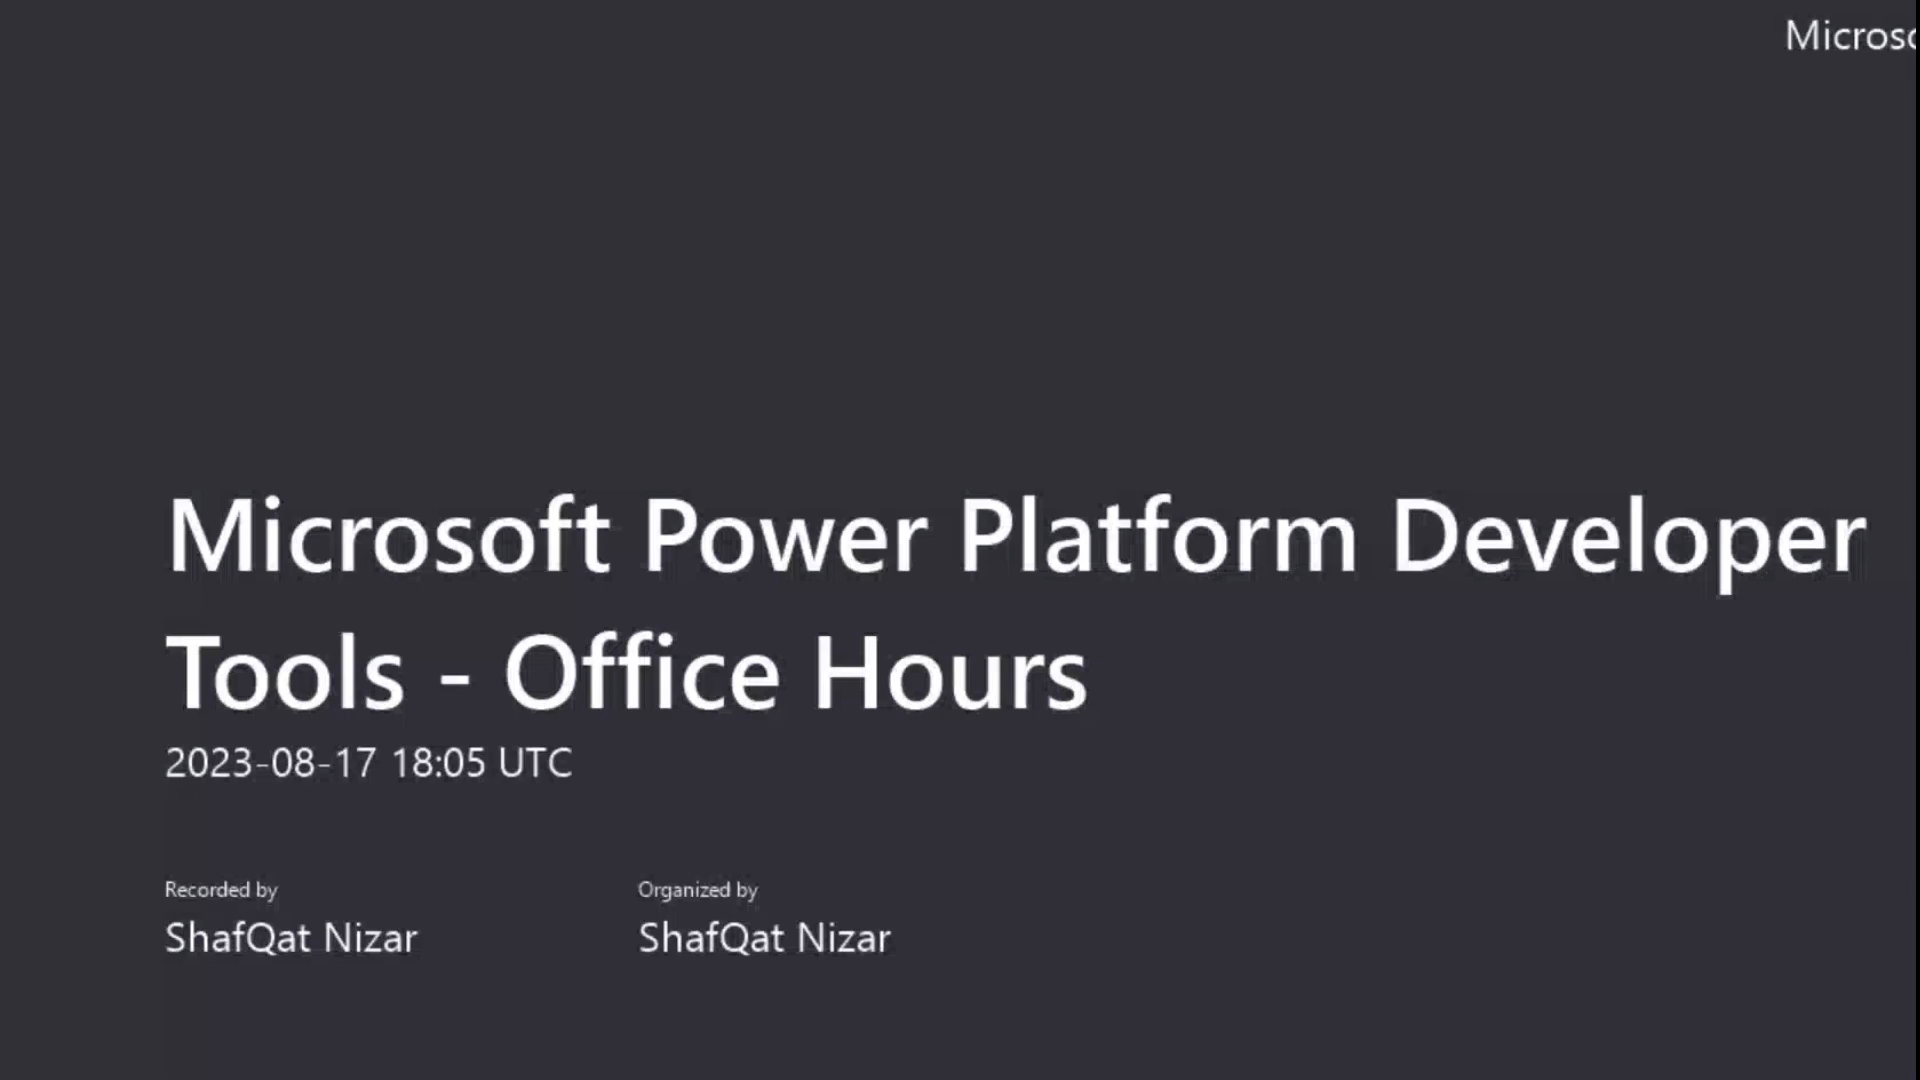 Microsoft Power Platform Developer
Tools - Office Hours
2023-08-17 18:05 UTC
Recorded by
ShafQat Nizar
Organized by
ShafQat Nizar